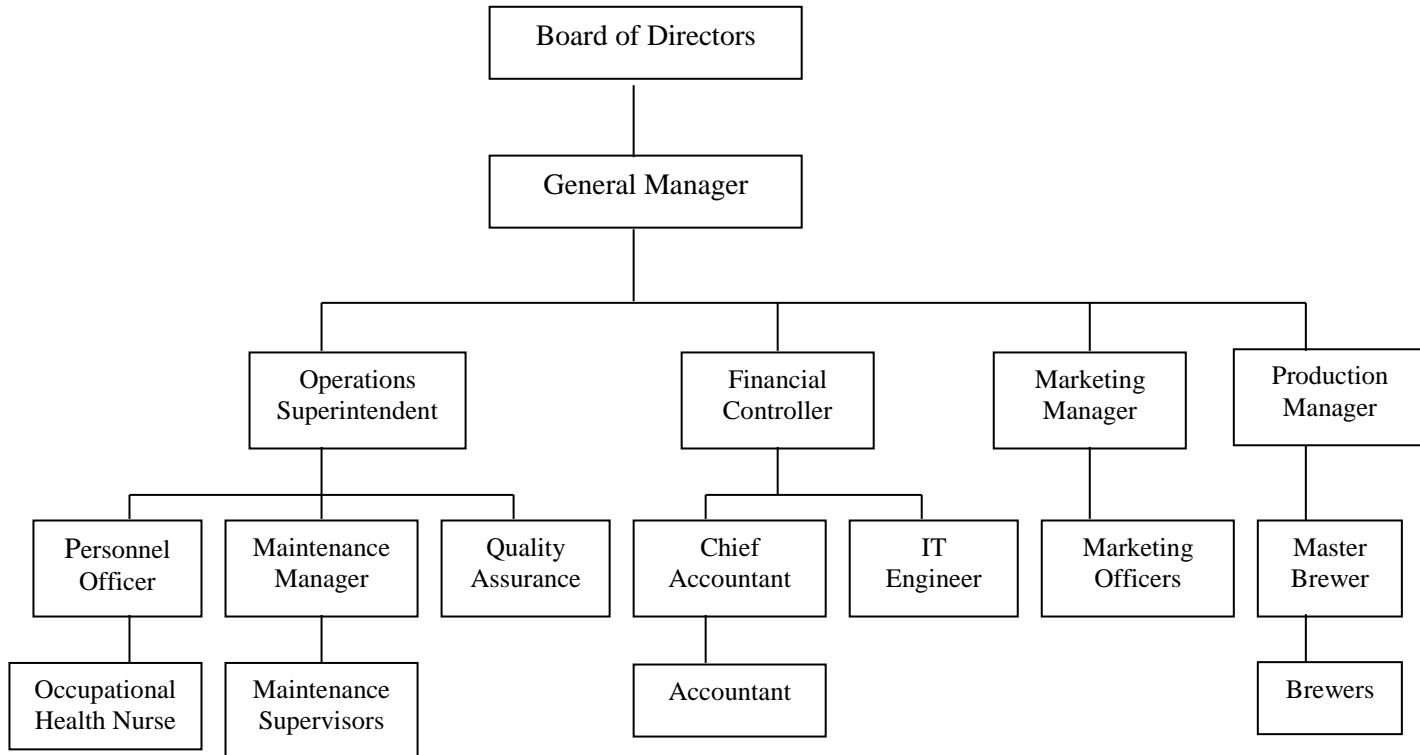 Board of Directors
General Manager
Operations
Superintendent
Financial
Controller
Marketing
Manager
Production
Manager
Personnel
Officer
Maintenance
Manager
Quality
Assurance
Chief
Accountant
IT
Engineer
Marketing
Officers
Master
Brewer
Occupational
Health Nurse
Maintenance
Supervisors
Accountant
Brewers